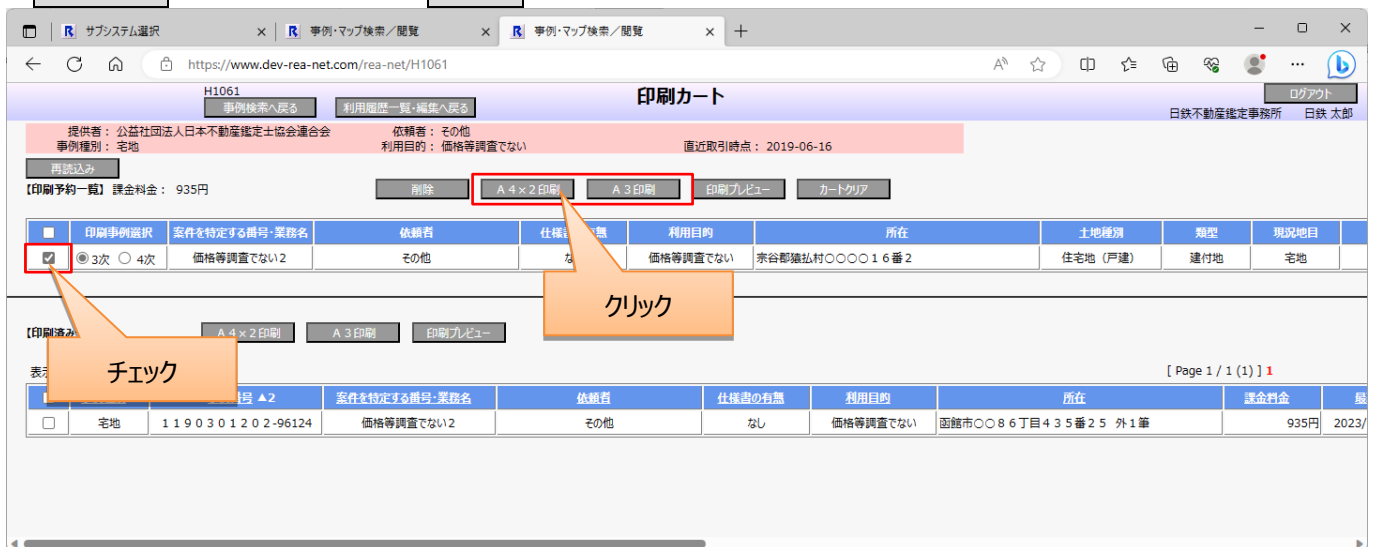 サブシステム選択 事例・マップ検索／閲覧 事例・マップ検索／閲覧
https://www.dev-rea-net.com/rea-net/H1061
H1061
事例検索へ戻る 利用履歴一覧・編集へ戻る 印刷カート ログアウト
日鉄不動産鑑定事務所 日鉄 太郎
提供者： 公益社団法人日本不動産鑑定士協会連合会 依頼者： その他
事例種別： 宅地 利用目的： 価格等調査でない 直近取引時点： 2019-06-16
再読込み
【印刷予約一覧】 課金料金： 935円 削除 A４×２印刷 A３印刷 印刷プレビュー カートクリア
印刷事例選択 案件を特定する番号・業務名 依頼者 利用目的 所在 土地種別 類型 現況地目
3次 4次 価格等調査でない２ その他 価格等調査でない 宗谷郡猿払村〇〇〇〇１６番２ 住宅地（戸建） 建付地 宅地
クリック
【印刷済み A４×２印刷 A３印刷 印刷プレビュー
チェック
[ Page 1 / 1 (1) ] 1
▲2 案件を特定する番号・業務名 依頼者 仕様書の有無 利用目的 所在 課金料金
宅地 １１９０３０１２０２-96124 価格等調査でない２ その他 なし 価格等調査でない 函館市〇〇８６丁目４３５番２５ 外１筆 935円 2023/